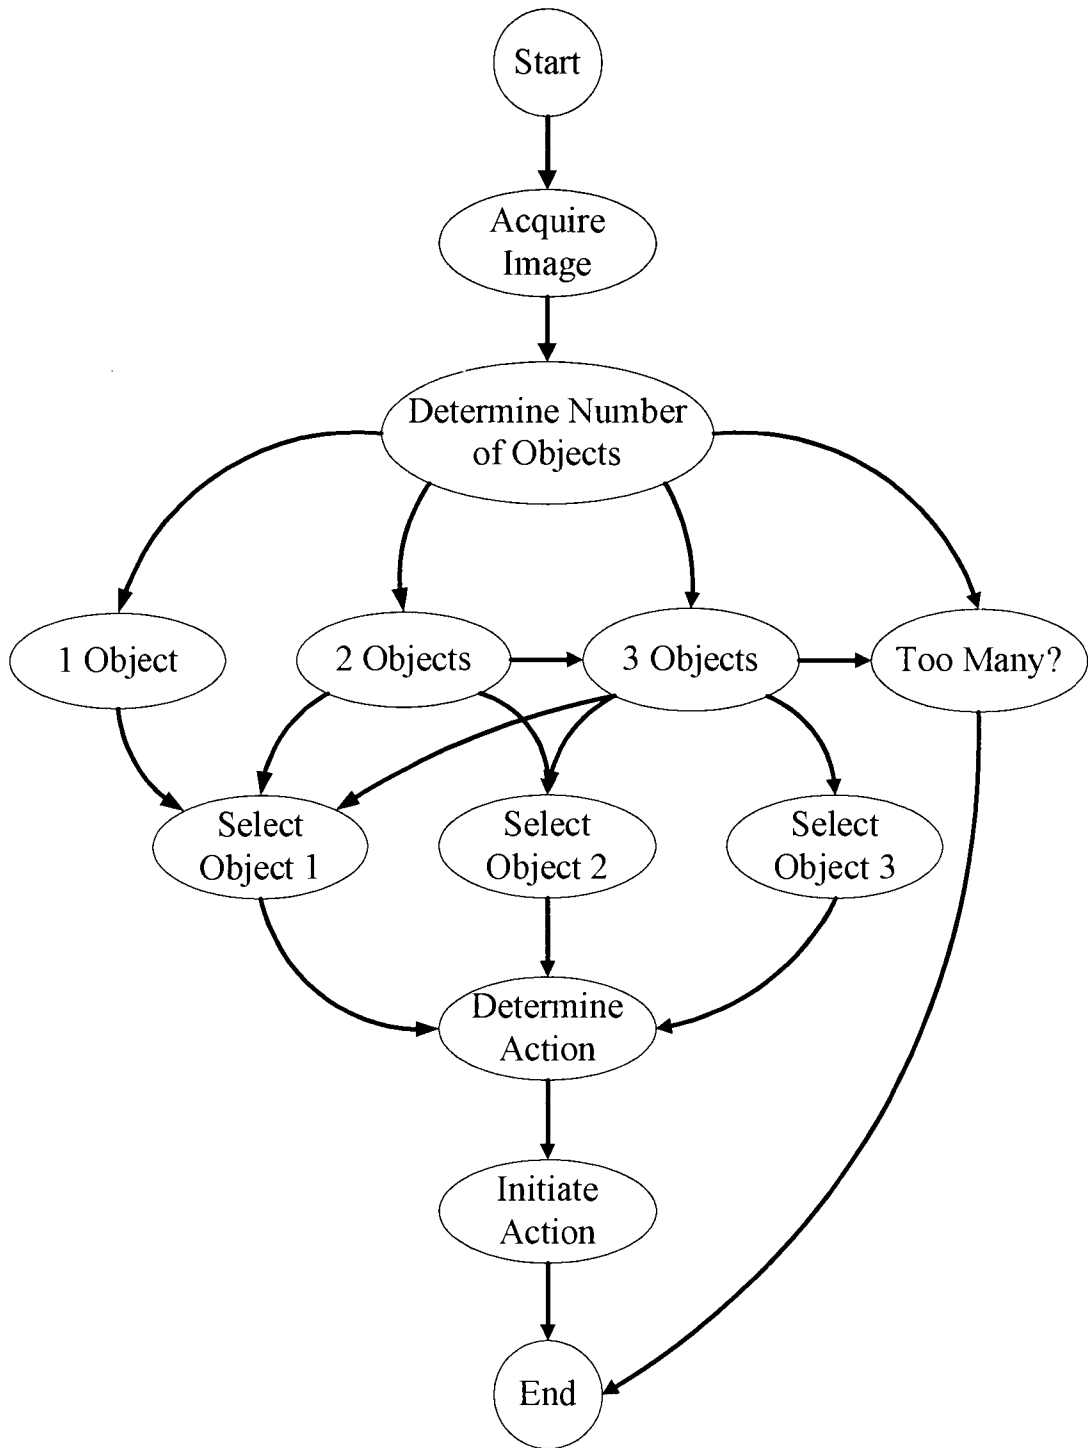 Start
Acquire
Image
Determine Number
of Objects
1 Object
2 Objects
3 Objects
Too Many?
Select
Object 1
Select
Object 2
Select
Object 3
Determine
Action
Initiate
Action
End